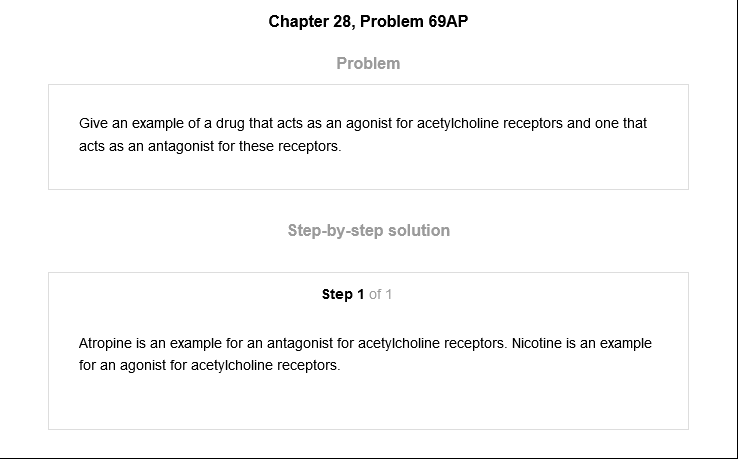 Chapter 28, Problem 69AP
Problem
Give an example of a drug that acts as an agonist for acetylcholine receptors and one that
acts as an antagonist for these receptors.
Step-by-step solution
Step 1 of 1
Atropine is an example for an antagonist for acetylcholine receptors. Nicotine is an example
for an agonist for acetylcholine receptors.